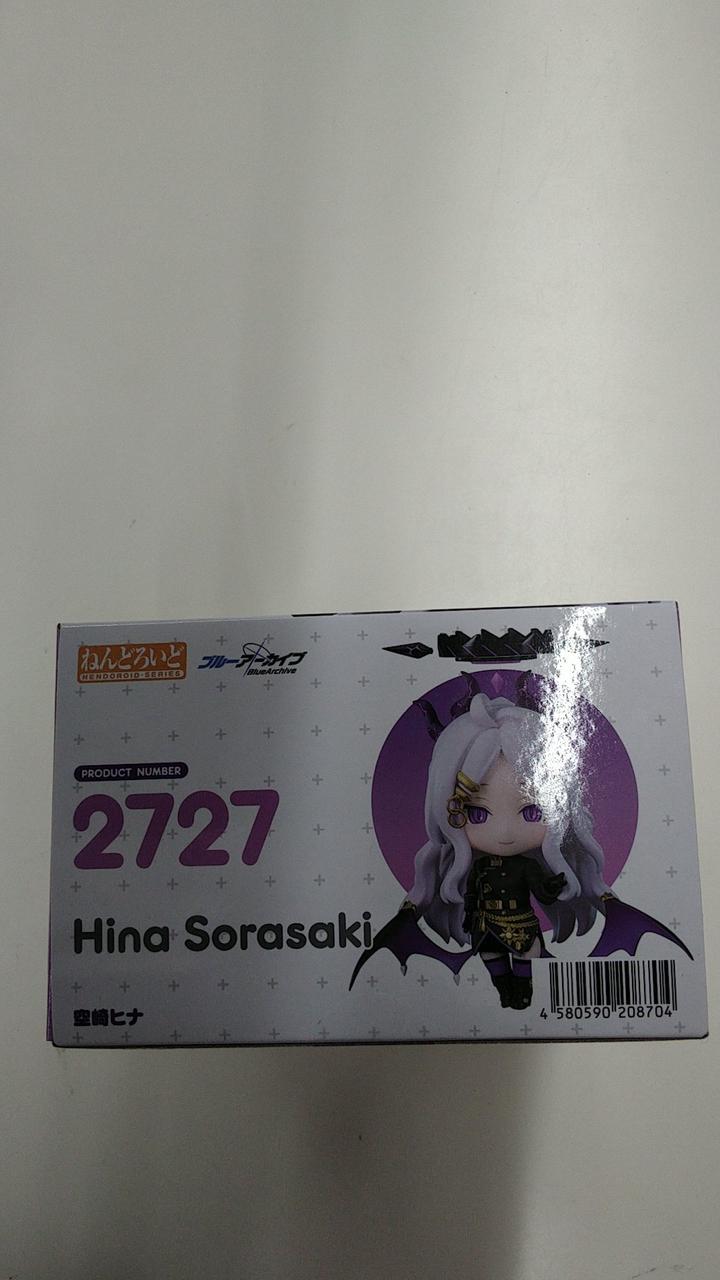 ねんどろいど
NENDOROID-SERIES
ブルーアーカイブ
BlueArchive
PRODUCT NUMBER
2727
Hina Sorasaki
空崎ヒナ
4 580590 208704